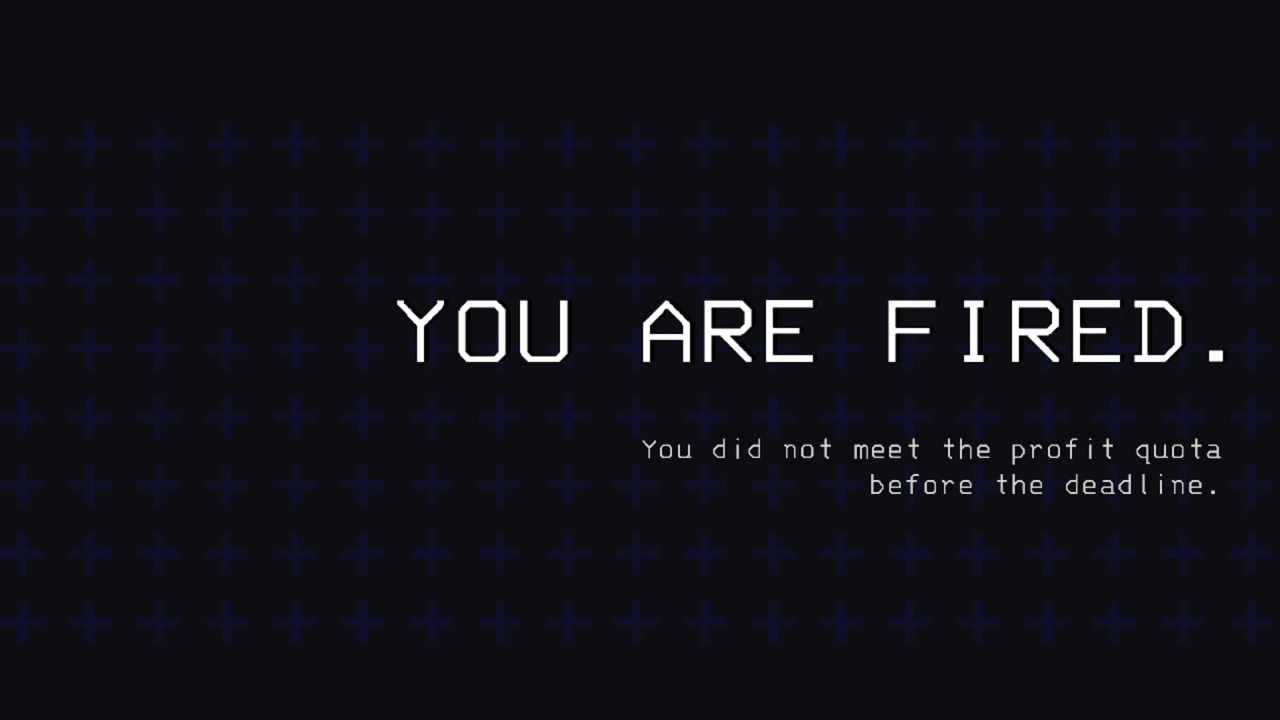 YOU ARE FIRED.
You did not meet the profit quota
before the deadline.